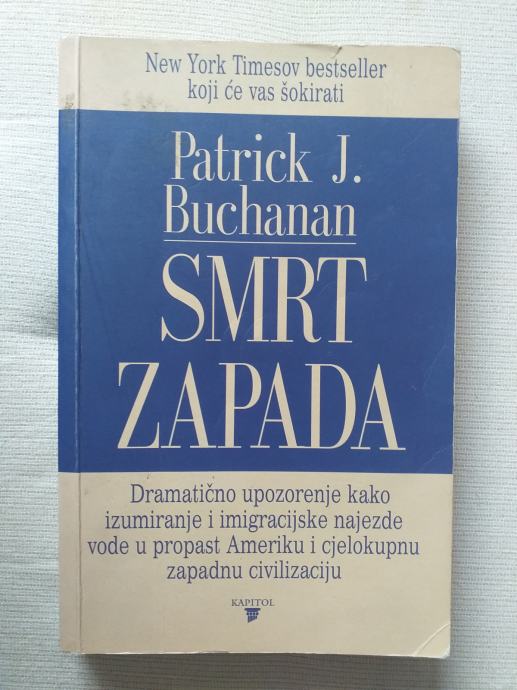 New York Timesov bestseller
koji će vas šokirati
Patrick J.
Buchanan
SMRT
ZAPADA
Dramatično upozorenje kako
izumiranje i imigracijske najezde
vode u propast Ameriku i cjelokupnu
zapadnu civilizaciju
KAPITOL